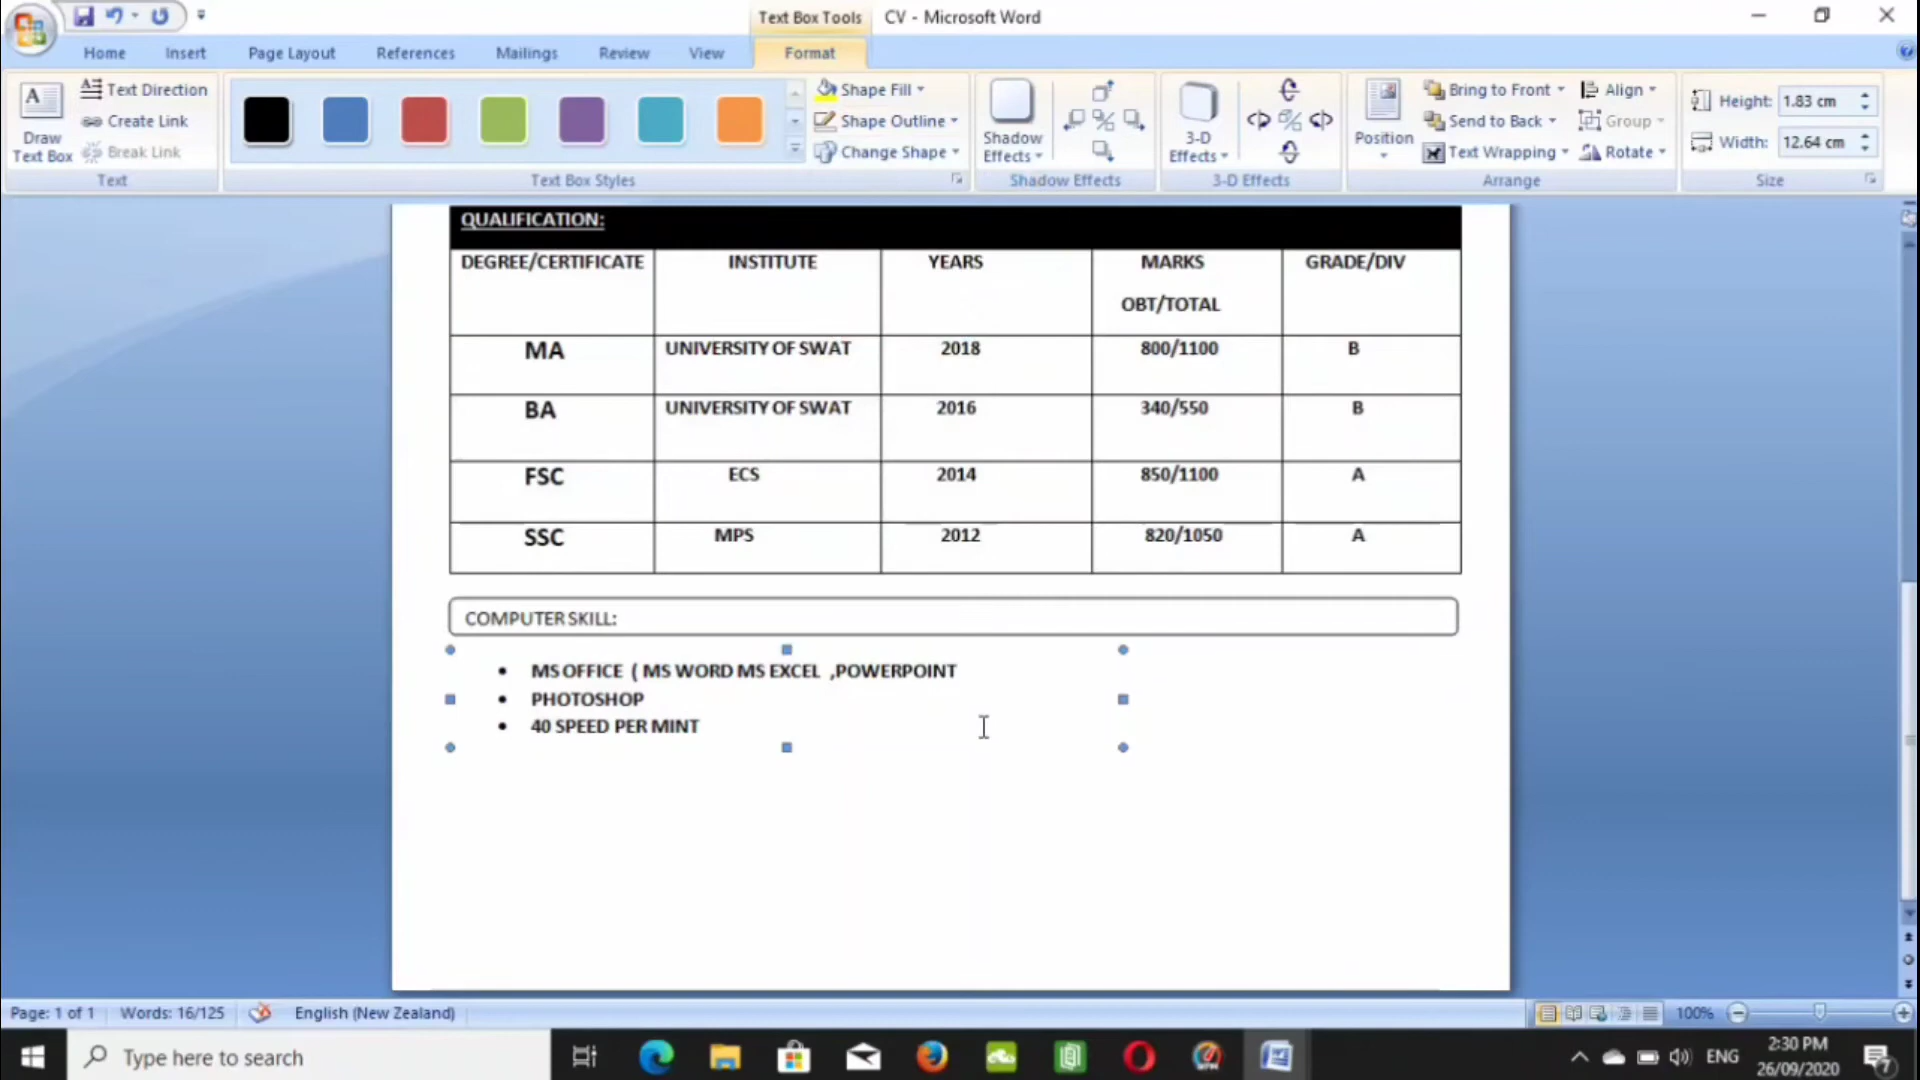 Text Box Tools
CV - Microsoft Word
Home Insert Page Layout References Mailings Review View Format
Draw Text Box
Text Direction
Create Link
Break Link
Text
Text Box Styles
Shape Fill
Shape Outline
Change Shape
Shadow Effects
Shadow Effects
3-D Effects
3-D Effects
Position
Bring to Front
Send to Back
Text Wrapping
Align
Group
Rotate
Arrange
Height: 1.83 cm
Width: 12.64 cm
Size
QUALIFICATION:
DEGREE/CERTIFICATE INSTITUTE YEARS MARKS GRADE/DIV
OBT/TOTAL
MA UNIVERSITY OF SWAT 2018 800/1100 B
BA UNIVERSITY OF SWAT 2016 340/550 B
FSC ECS 2014 850/1100 A
SSC MPS 2012 820/1050 A
COMPUTER SKILL:
• MS OFFICE ( MS WORD MS EXCEL ,POWERPOINT
• PHOTOSHOP
• 40 SPEED PER MINT
Page: 1 of 1 Words: 16/125 English (New Zealand) 100%
Type here to search
ENG
2:30 PM
26/09/2020
7